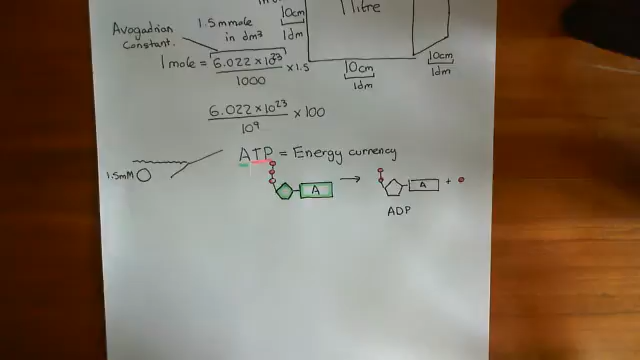 10cm
1dm
1 litre
Avogadrian
Constant.
1.5 mmole
in dm³
10cm
1dm
10cm
1dm
1 mole = 6.022 × 10²³ × 1.5
1000
6.022 × 10²³ × 100
10⁹
ATP = Energy currency
1.5mM
A
A
+
ADP